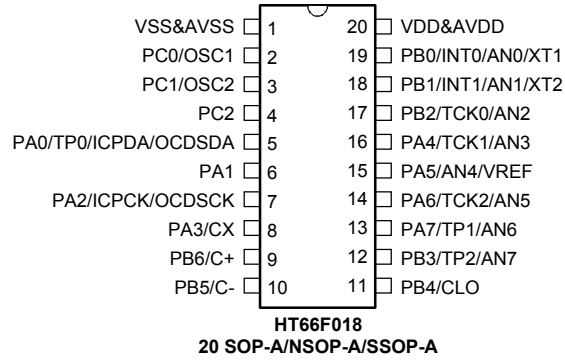 VSS&AVSS 1 20 VDD&AVDD
PC0/OSC1 2 19 PB0/INT0/AN0/XT1
PC1/OSC2 3 18 PB1/INT1/AN1/XT2
PC2 4 17 PB2/TCK0/AN2
PA0/TP0/ICPDA/OCDSDA 5 16 PA4/TCK1/AN3
PA1 6 15 PA5/AN4/VREF
PA2/ICPCK/OCDSCK 7 14 PA6/TCK2/AN5
PA3/CX 8 13 PA7/TP1/AN6
PB6/C+ 9 12 PB3/TP2/AN7
PB5/C- 10 11 PB4/CLO
HT66F018
20 SOP-A/NSOP-A/SSOP-A